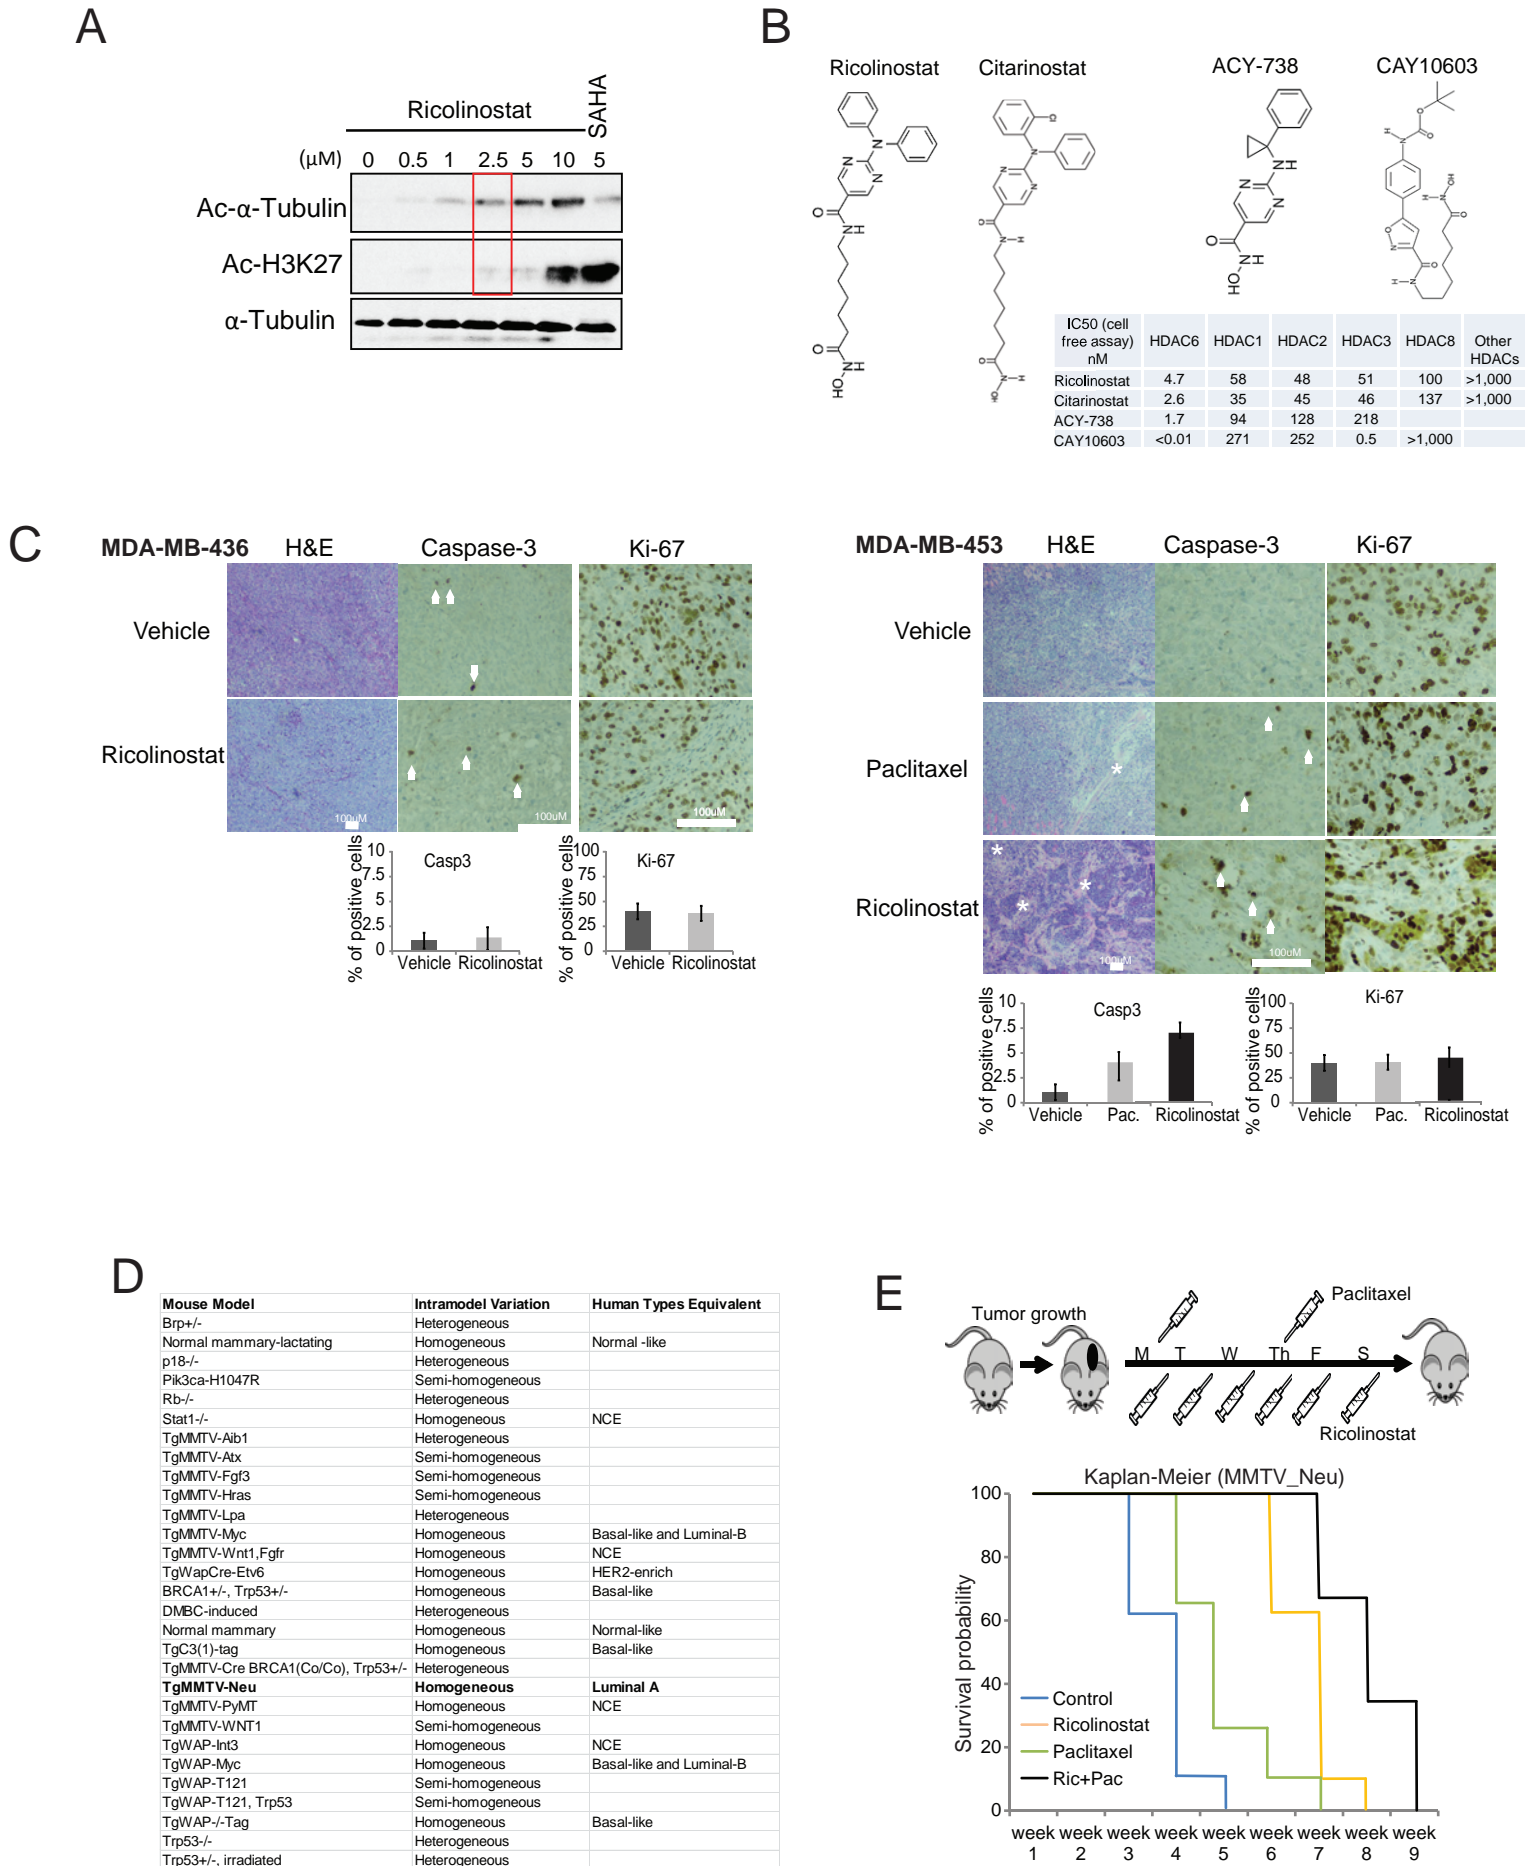 A
Ricolinostat
SAHA
(µM) 0 0.5 1 2.5 5 10 5
Ac-α-Tubulin
Ac-H3K27
α-Tubulin
B
Ricolinostat Citarinostat ACY-738 CAY10603
IC50 (cell free assay) nM HDAC6 HDAC1 HDAC2 HDAC3 HDAC8 Other HDACs
Ricolinostat 4.7 58 48 51 100 >1,000
Citarinostat 2.6 35 45 46 137 >1,000
ACY-738 1.7 94 128 218
CAY10603 <0.01 271 252 0.5 >1,000
C
MDA-MB-436 H&E Caspase-3 Ki-67
Vehicle
Ricolinostat
100uM 100uM 100uM
% of positive cells
10
7.5
5
2.5
0
Casp3
Vehicle Ricolinostat
% of positive cells
100
75
50
25
0
Ki-67
Vehicle Ricolinostat
MDA-MB-453 H&E Caspase-3 Ki-67
Vehicle
Paclitaxel
*
Ricolinostat
* * *
100uM 100uM
% of positive cells
10
7.5
5
2.5
0
Casp3
Vehicle Pac. Ricolinostat
% of positive cells
100
75
50
25
0
Ki-67
Vehicle Pac. Ricolinostat
D
Mouse Model Intramodel Variation Human Types Equivalent
Brp+/- Heterogeneous
Normal mammary-lactating Homogeneous Normal -like
p18-/- Heterogeneous
Pik3ca-H1047R Semi-homogeneous
Rb-/- Heterogeneous
Stat1-/- Homogeneous NCE
TgMMTV-Aib1 Heterogeneous
TgMMTV-Atx Semi-homogeneous
TgMMTV-Fgf3 Semi-homogeneous
TgMMTV-Hras Semi-homogeneous
TgMMTV-Lpa Heterogeneous
TgMMTV-Myc Homogeneous Basal-like and Luminal-B
TgMMTV-Wnt1,Fgfr Homogeneous NCE
TgWapCre-Etv6 Homogeneous HER2-enrich
BRCA1+/-, Trp53+/- Homogeneous Basal-like
DMBC-induced Heterogeneous
Normal mammary Homogeneous Normal-like
TgC3(1)-tag Homogeneous Basal-like
TgMMTV-Cre BRCA1(Co/Co), Trp53+/- Heterogeneous
TgMMTV-Neu Homogeneous Luminal A
TgMMTV-PyMT Homogeneous NCE
TgMMTV-WNT1 Semi-homogeneous
TgWAP-Int3 Homogeneous NCE
TgWAP-Myc Homogeneous Basal-like and Luminal-B
TgWAP-T121 Semi-homogeneous
TgWAP-T121, Trp53 Semi-homogeneous
TgWAP-/-Tag Homogeneous Basal-like
Trp53-/- Heterogeneous
Trp53+/-, irradiated Heterogeneous
E
Tumor growth
Paclitaxel
M T W Th F S
Ricolinostat
Kaplan-Meier (MMTV_Neu)
Survival probability
100
80
60
40
20
0
Control
Ricolinostat
Paclitaxel
Ric+Pac
week week week week week week week week week
1 2 3 4 5 6 7 8 9